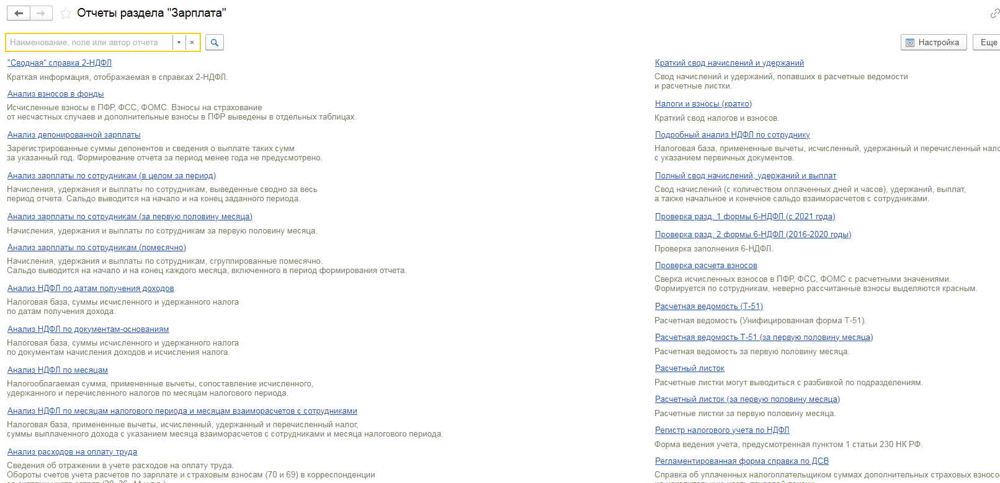 Отчеты раздела "Зарплата"
Наименование, поле или автор отчета
Настройка
Еще
"Сводная" справка 2-НДФЛ
Краткая информация, отображаемая в справках 2-НДФЛ.
Анализ взносов в фонды
Исчисленные взносы в ПФР, ФСС, ФОМС. Взносы на страхование
от несчастных случаев и дополнительные взносы в ПФР выведены в отдельных таблицах.
Анализ депонированной зарплаты
Зарегистрированные суммы депонентов и сведения о выплате таких сумм
за указанный год. Формирование отчета за период менее года не предусмотрено.
Анализ зарплаты по сотрудникам (в целом за период)
Начисления, удержания и выплаты по сотрудникам, выведенные сводно за весь
период отчета. Сальдо выводится на начало и на конец заданного периода.
Анализ зарплаты по сотрудникам (за первую половину месяца)
Начисления, удержания и выплаты по сотрудникам за первую половину месяца.
Анализ зарплаты по сотрудникам (помесячно)
Начисления, удержания и выплаты по сотрудникам, сгруппированные помесячно.
Сальдо выводится на начало и на конец каждого месяца, включенного в период формирования отчета.
Анализ НДФЛ по датам получения доходов
Налоговая база, суммы исчисленного и удержанного налога
по датам получения дохода.
Анализ НДФЛ по документам-основаниям
Налоговая база, суммы исчисленного и удержанного налога
по документам начисления доходов и исчисления налога.
Анализ НДФЛ по месяцам
Налогооблагаемая сумма, примененные вычеты, сопоставление исчисленного,
удержанного и перечисленного налогов по месяцам налогового периода.
Анализ НДФЛ по месяцам налогового периода и месяцам взаиморасчетов с сотрудниками
Налоговая база, примененные вычеты, исчисленный, удержанный и перечисленный налог,
суммы выплаченного дохода с указанием месяца взаиморасчетов с сотрудниками и месяца налогового периода.
Анализ расходов на оплату труда
Сведения об отражении в учете расходов на оплату труда.
Обороты счетов учета расчетов по зарплате и страховым взносам (70 и 69) в корреспонденции
Краткий свод начислений и удержаний
Свод начислений и удержаний, попавших в расчетные ведомости
и расчетные листки.
Налоги и взносы (кратко)
Краткий свод налогов и взносов.
Подробный анализ НДФЛ по сотруднику
Налоговая база, примененные вычеты, исчисленный, удержанный и перечисленный нало
с указанием первичных документов.
Полный свод начислений, удержаний и выплат
Свод начислений (с количеством оплаченных дней и часов), удержаний, выплат,
а также начальное и конечное сальдо взаиморасчетов с сотрудниками.
Проверка разд. 1 формы 6-НДФЛ (с 2021 года)
Проверка разд. 2 формы 6-НДФЛ (2016-2020 годы)
Проверка заполнения 6-НДФЛ.
Проверка расчета взносов
Сверка исчисленных взносов в ПФР, ФСС, ФОМС с расчетными значениями.
Формируется по сотрудникам, неверно рассчитанные взносы выделяются красным.
Расчетная ведомость (Т-51)
Расчетная ведомость (Унифицированная форма Т-51).
Расчетная ведомость Т-51 (за первую половину месяца)
Расчетная ведомость за первую половину месяца.
Расчетный листок
Расчетные листки могут выводиться с разбивкой по подразделениям.
Расчетный листок (за первую половину месяца)
Расчетные листки за первую половину месяца.
Регистр налогового учета по НДФЛ
Форма ведения учета, предусмотренная пунктом 1 статьи 230 НК РФ.
Регламентированная форма справка по ДСВ
Справка об уплаченных налогоплательщиком суммах дополнительных страховых взносо